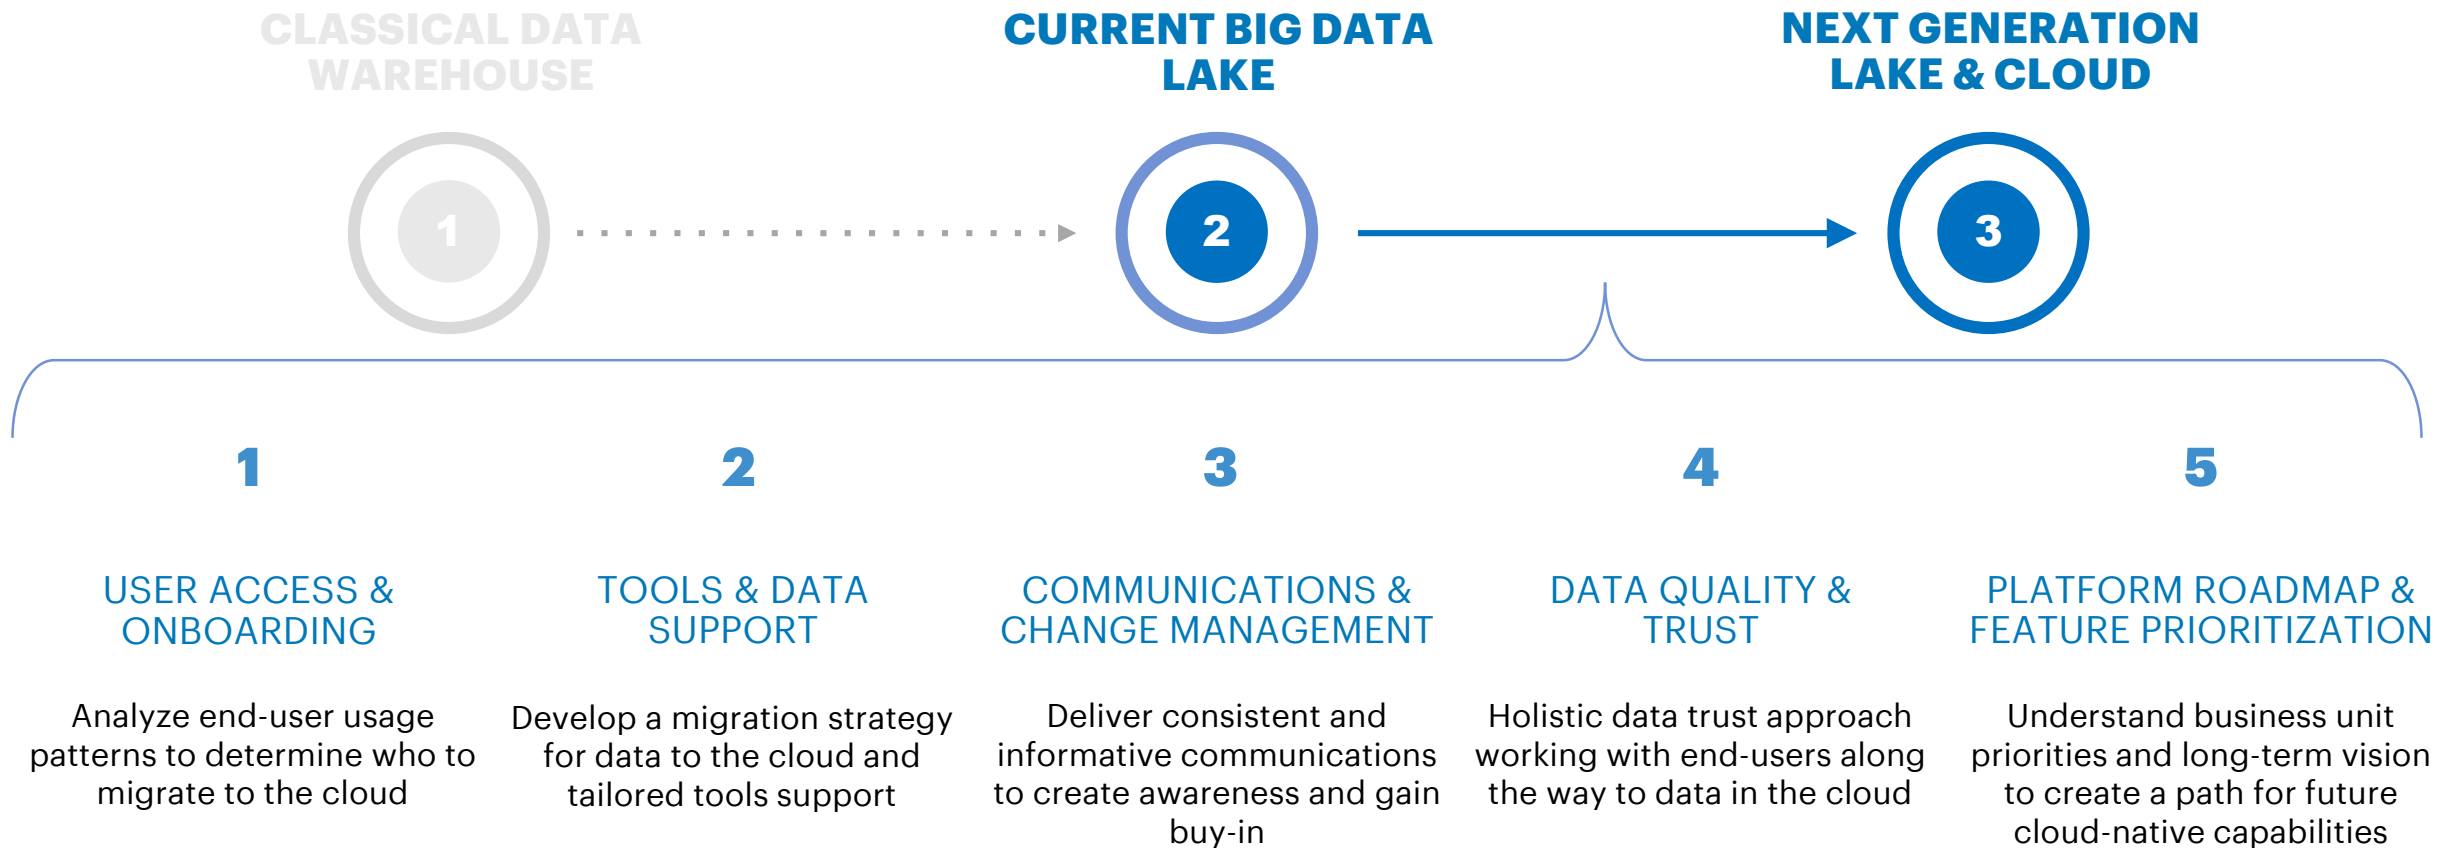 CLASSICAL DATA
WAREHOUSE
CURRENT BIG DATA
LAKE
NEXT GENERATION
LAKE & CLOUD
1
2
3
1
2
3
4
5
USER ACCESS &
ONBOARDING
TOOLS & DATA
SUPPORT
COMMUNICATIONS &
CHANGE MANAGEMENT
DATA QUALITY &
TRUST
PLATFORM ROADMAP &
FEATURE PRIORITIZATION
Analyze end-user usage
patterns to determine who to
migrate to the cloud
Develop a migration strategy
for data to the cloud and
tailored tools support
Deliver consistent and
informative communications
to create awareness and gain
buy-in
Holistic data trust approach
working with end-users along
the way to data in the cloud
Understand business unit
priorities and long-term vision
to create a path for future
cloud-native capabilities